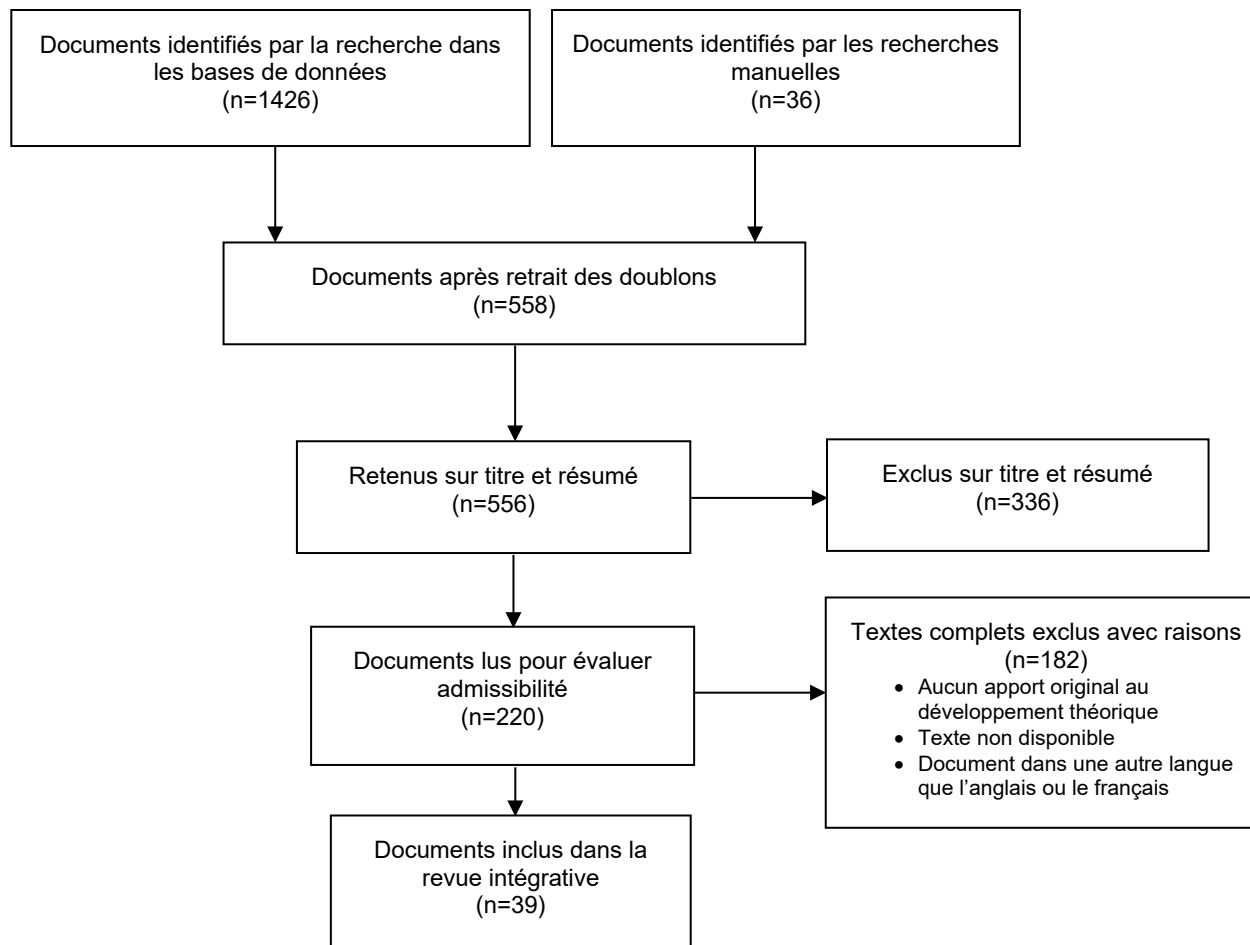 Documents identifiés par la recherche dans
les bases de données
(n=1426)
Documents identifiés par les recherches
manuelles
(n=36)
Documents après retrait des doublons
(n=558)
Retenus sur titre et résumé
(n=556)
Exclus sur titre et résumé
(n=336)
Documents lus pour évaluer
admissibilité
(n=220)
Textes complets exclus avec raisons
(n=182)
• Aucun apport original au
développement théorique
• Texte non disponible
• Document dans une autre langue
que l’anglais ou le français
Documents inclus dans la
revue intégrative
(n=39)